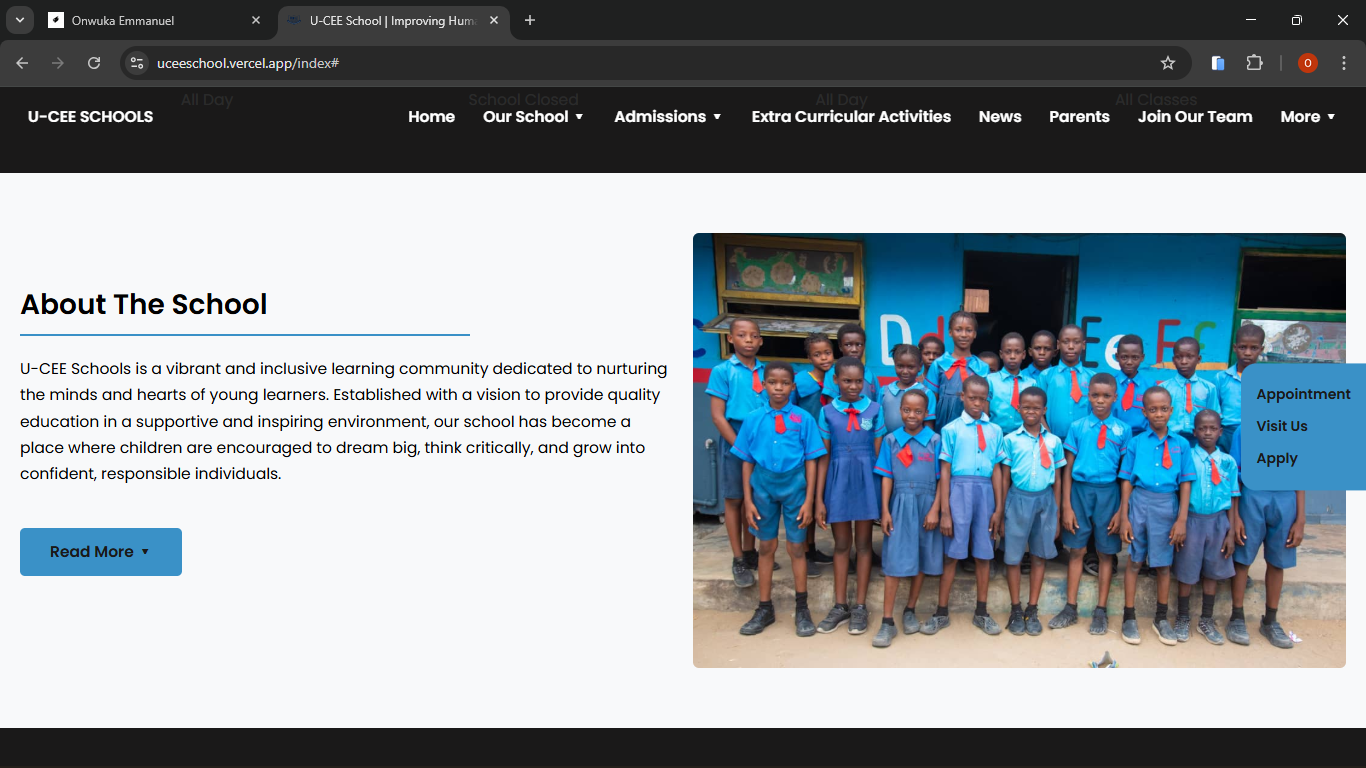 Onwuka Emmanuel
U-CEE School | Improving Huma
uceeschool.vercel.app/index#
O
All Day School Closed All Day All Classes
U-CEE SCHOOLS Home Our School Admissions Extra Curricular Activities News Parents Join Our Team More
About The School
U-CEE Schools is a vibrant and inclusive learning community dedicated to nurturing
the minds and hearts of young learners. Established with a vision to provide quality
education in a supportive and inspiring environment, our school has become a
place where children are encouraged to dream big, think critically, and grow into
confident, responsible individuals.
Read More
C Dd Ee F f
Appointment
Visit Us
Apply